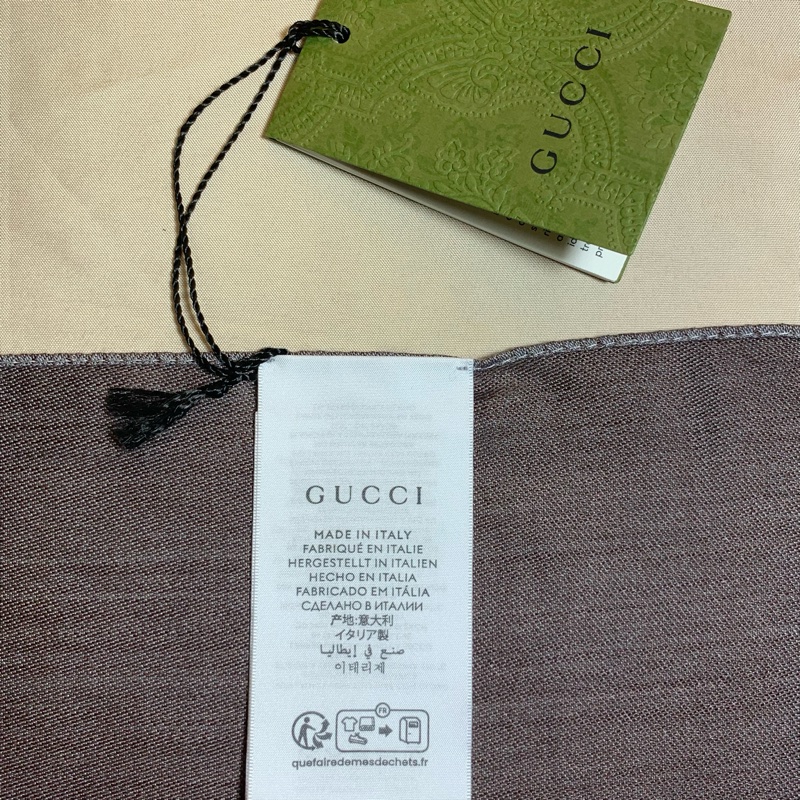 GUCCI
GUCCI
MADE IN ITALY
FABRIQUÉ EN ITALIE
HERGESTELLT IN ITALIEN
HECHO EN ITALIA
FABRICADO EM ITÁLIA
СДЕЛАНО В ИТАЛИИ
产地:意大利
イタリア製
صنع في إيطاليا
이태리제
FR
quefairedemesdechets.fr